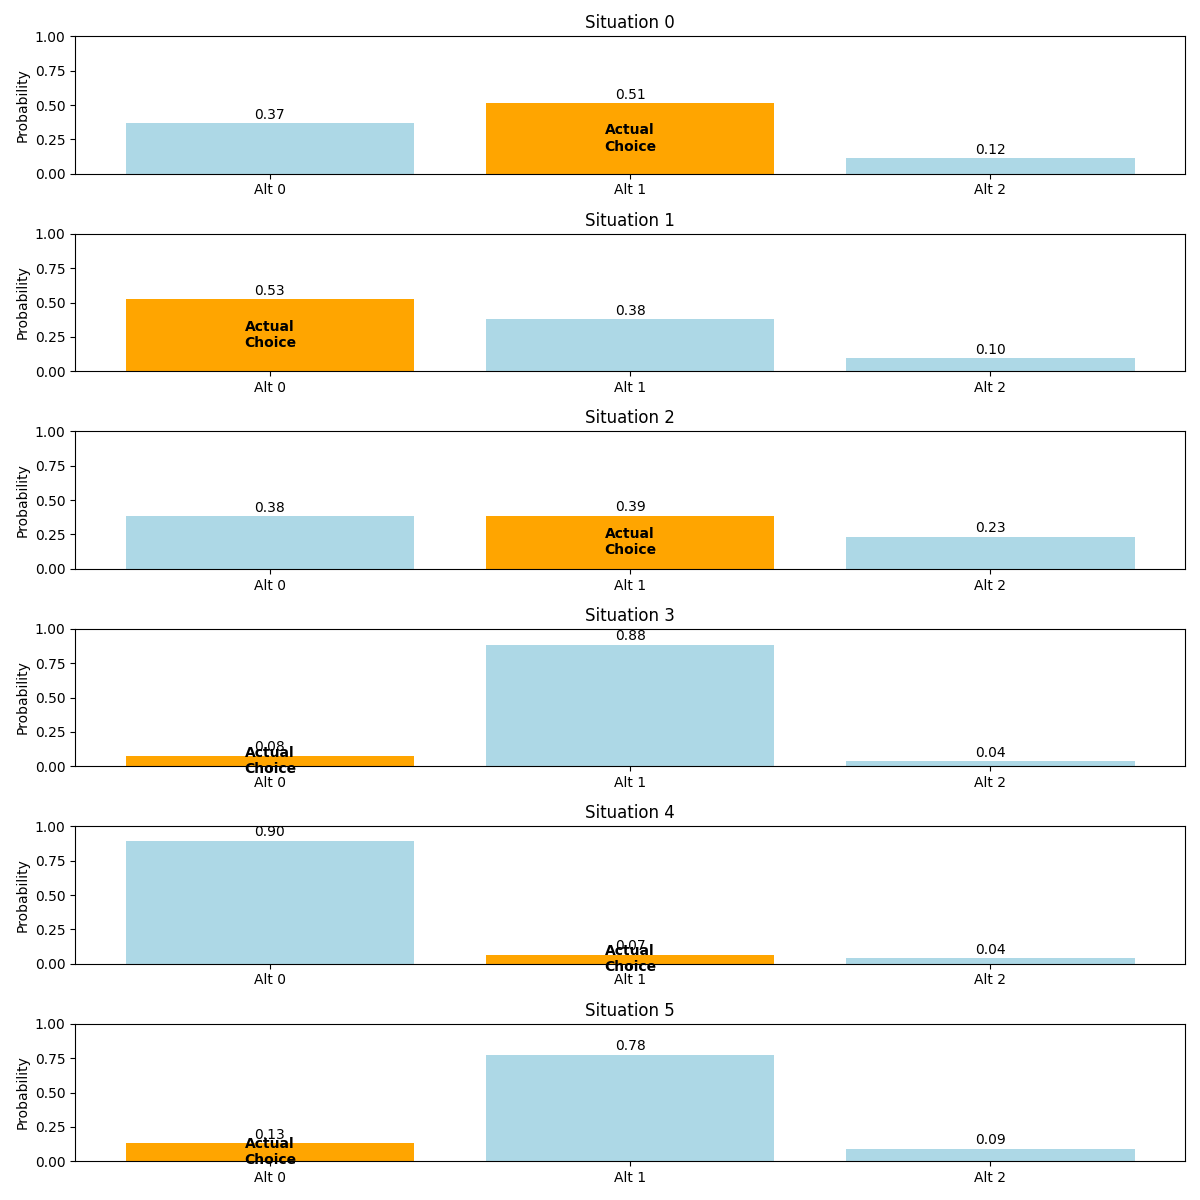 Situation 0
1.00
0.75
0.50
0.25
0.00
Probability
0.37
0.51
0.12
Actual
Choice
Alt 0
Alt 1
Alt 2
Situation 1
1.00
0.75
0.50
0.25
0.00
Probability
0.53
0.38
0.10
Actual
Choice
Alt 0
Alt 1
Alt 2
Situation 2
1.00
0.75
0.50
0.25
0.00
Probability
0.38
0.39
0.23
Actual
Choice
Alt 0
Alt 1
Alt 2
Situation 3
1.00
0.75
0.50
0.25
0.00
Probability
0.08
0.88
0.04
Actual
Choice
Alt 0
Alt 1
Alt 2
Situation 4
1.00
0.75
0.50
0.25
0.00
Probability
0.90
0.07
0.04
Actual
Choice
Alt 0
Alt 1
Alt 2
Situation 5
1.00
0.75
0.50
0.25
0.00
Probability
0.13
0.78
0.09
Actual
Choice
Alt 0
Alt 1
Alt 2